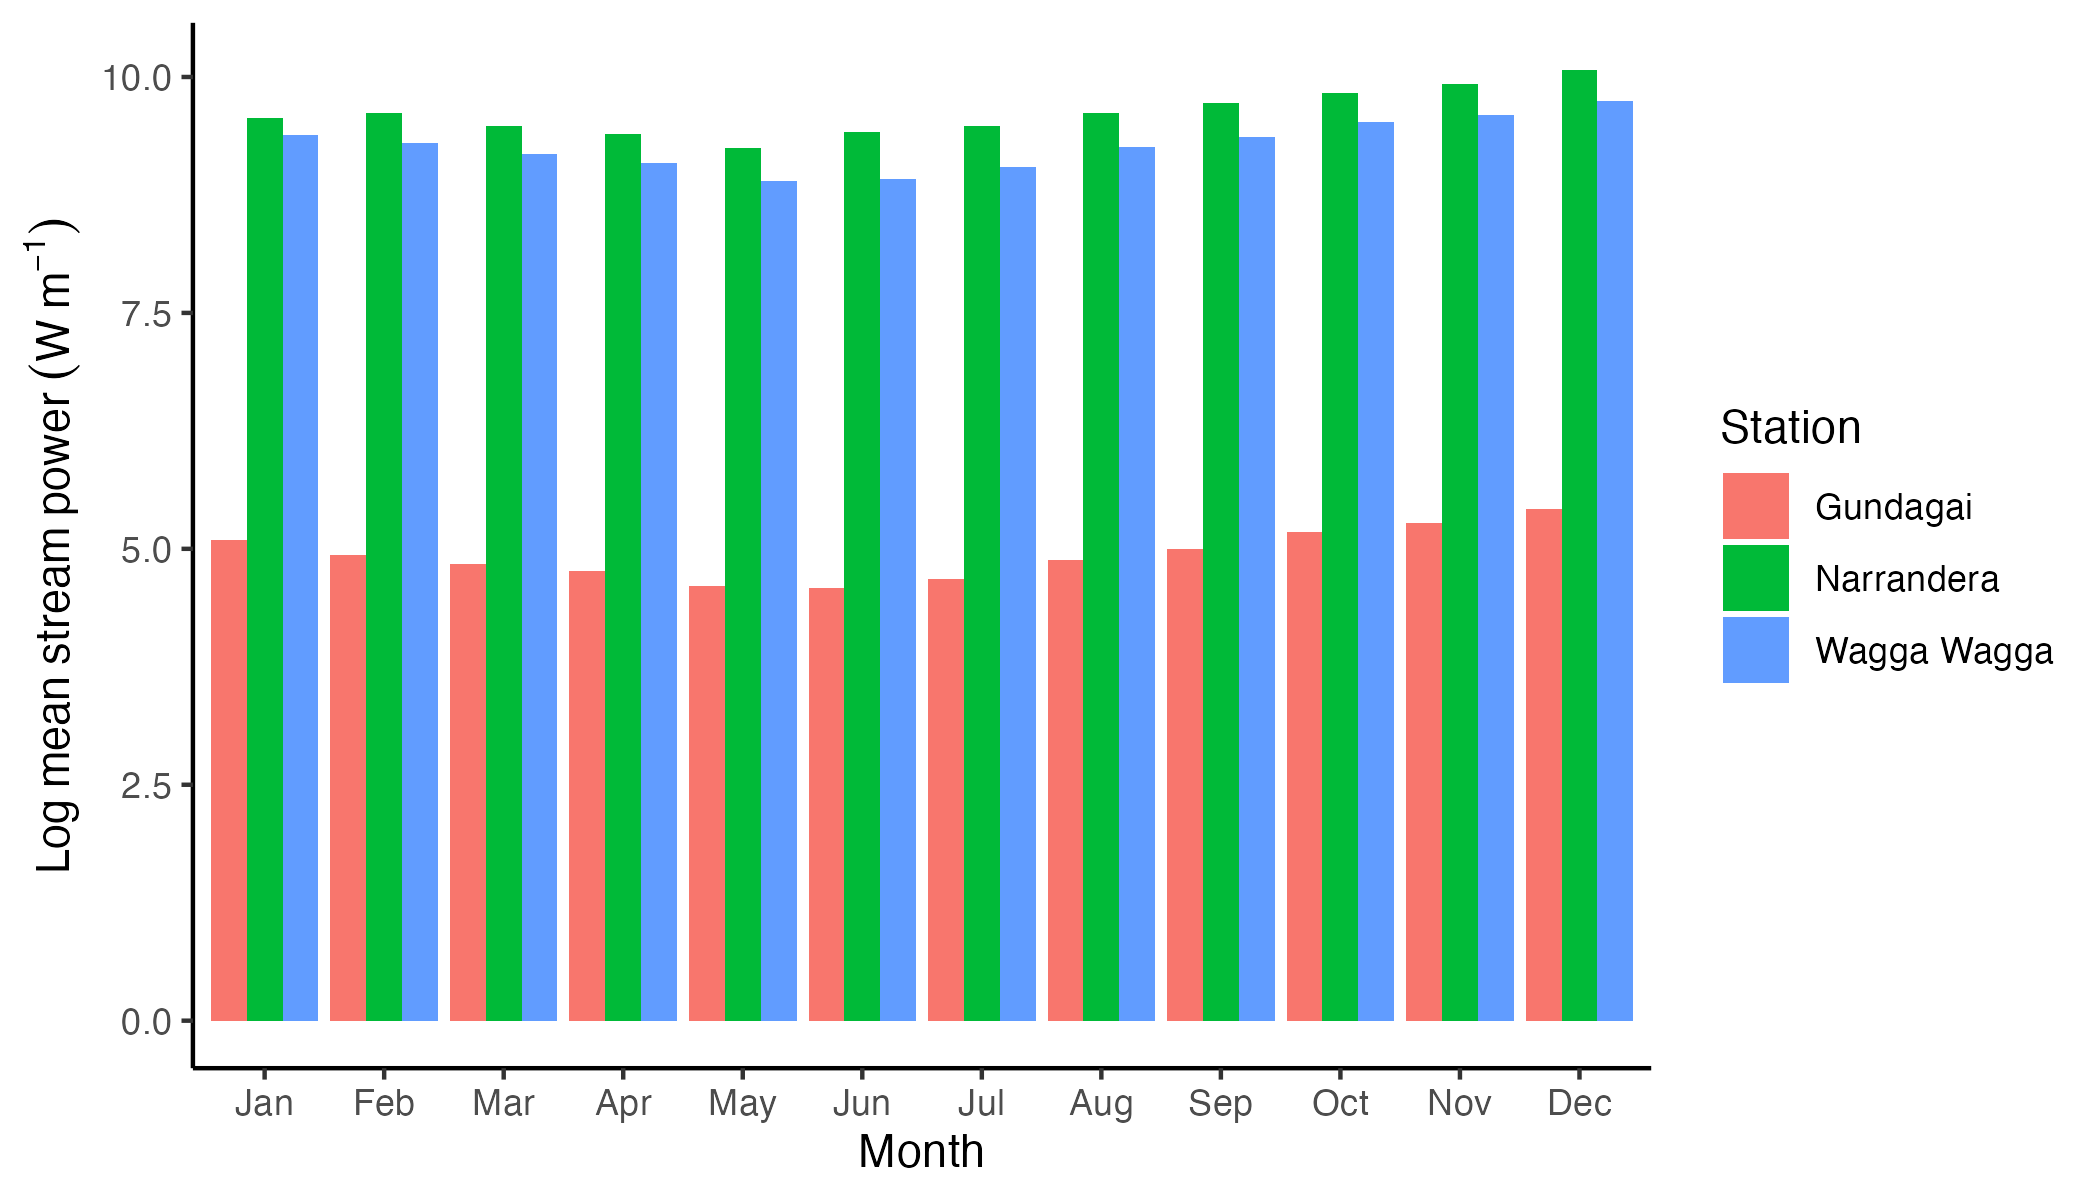 Log mean stream power (W m⁻¹)
10.0
7.5
5.0
2.5
0.0
Jan Feb Mar Apr May Jun Jul Aug Sep Oct Nov Dec
Month
Station
Gundagai
Narrandera
Wagga Wagga